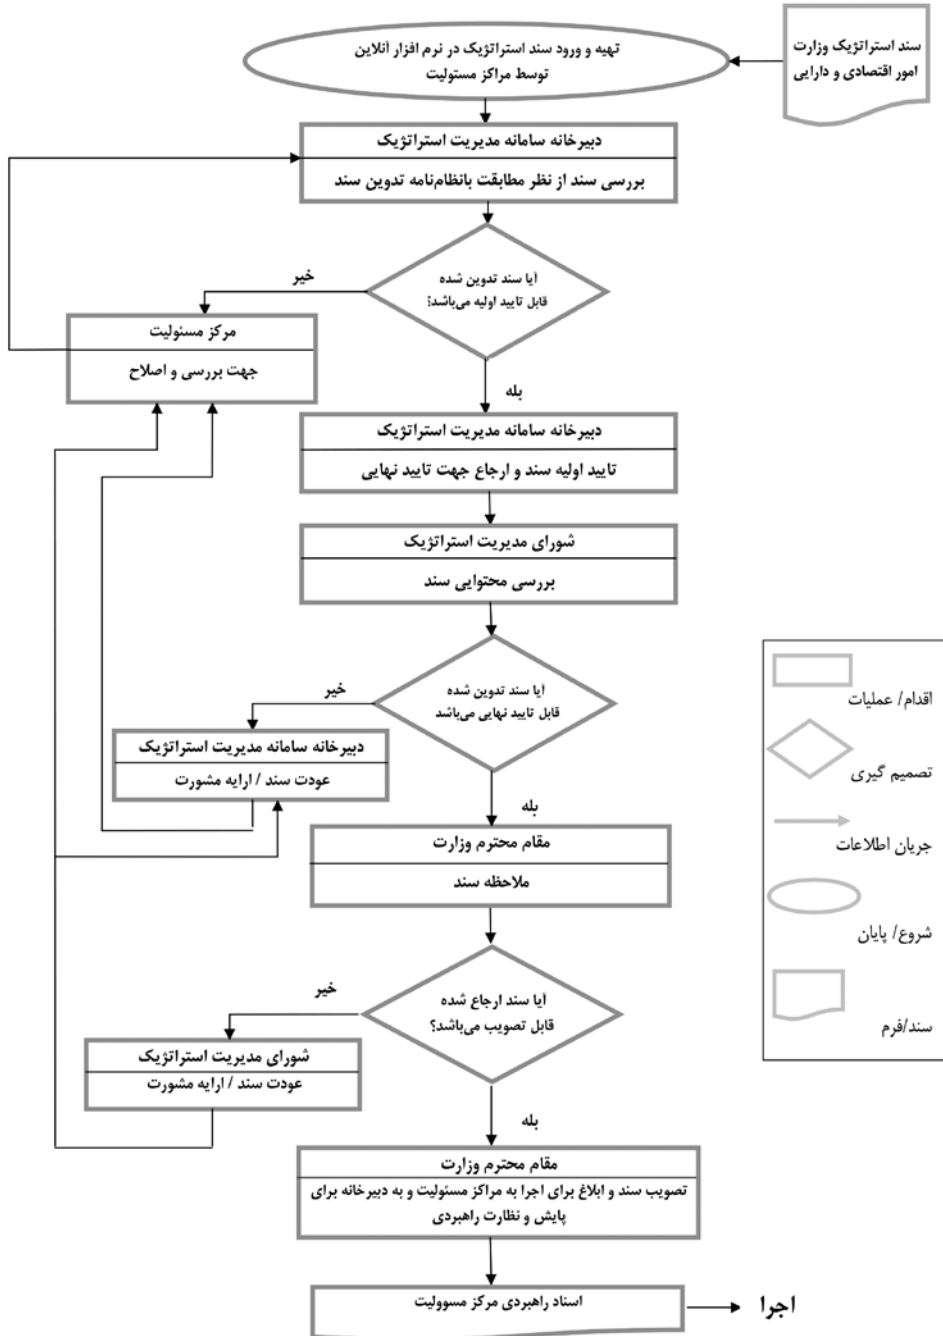 سند استراتژیک وزارت
امور اقتصادی و دارایی
تهیه و ورود سند استراتژیک در نرم افزار آنلاین
توسط مراکز مسئولیت
دبیرخانه سامانه مدیریت استراتژیک
بررسی سند از نظر مطابقت بانظام‌نامه تدوین سند
آیا سند تدوین شده
قابل تایید اولیه می‌باشد؟
خیر
مرکز مسئولیت
جهت بررسی و اصلاح
بله
دبیرخانه سامانه مدیریت استراتژیک
تایید اولیه سند و ارجاع جهت تایید نهایی
شورای مدیریت استراتژیک
بررسی محتوایی سند
آیا سند تدوین شده
قابل تایید نهایی می‌باشد
خیر
دبیرخانه سامانه مدیریت استراتژیک
عودت سند / ارایه مشورت
بله
مقام محترم وزارت
ملاحظه سند
آیا سند ارجاع شده
قابل تصویب می‌باشد؟
خیر
شورای مدیریت استراتژیک
عودت سند / ارایه مشورت
بله
مقام محترم وزارت
تصویب سند و ابلاغ برای اجرا به مراکز مسئولیت و به دبیرخانه برای
پایش و نظارت راهبردی
اسناد راهبردی مرکز مسوولیت
اجرا
اقدام/ عملیات
تصمیم گیری
جریان اطلاعات
شروع/ پایان
سند/فرم